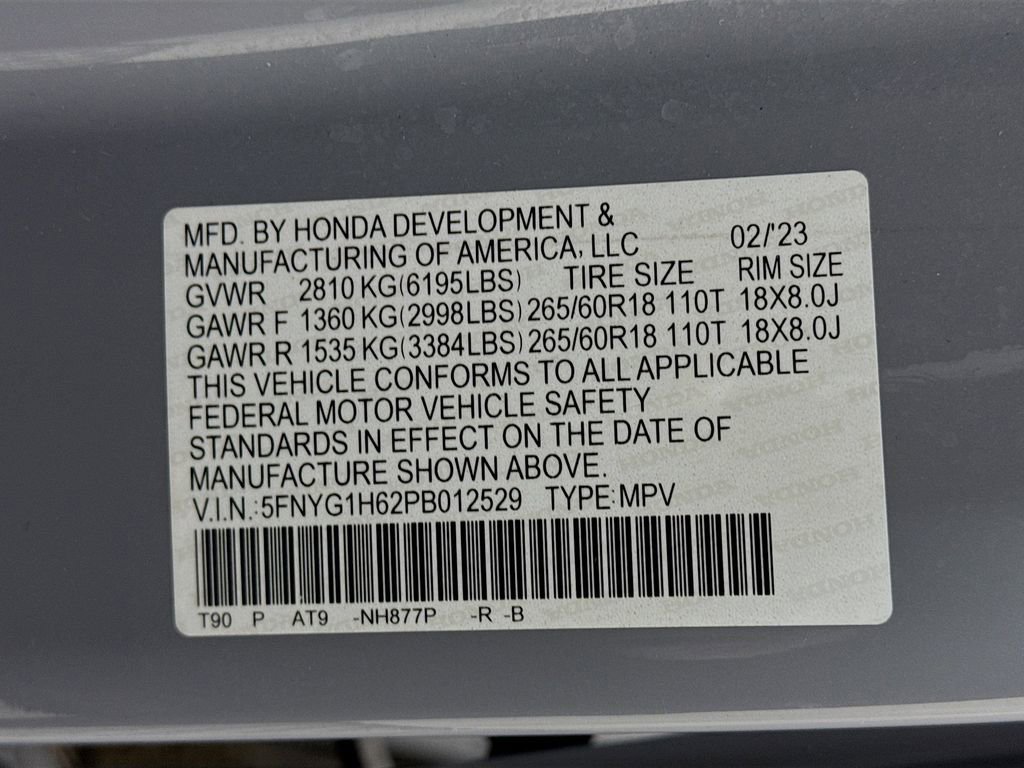 MFD. BY HONDA DEVELOPMENT &
MANUFACTURING OF AMERICA, LLC 02/'23
GVWR 2810 KG(6195LBS) TIRE SIZE RIM SIZE
GAWR F 1360 KG(2998LBS) 265/60R18 110T 18X8.0J
GAWR R 1535 KG(3384LBS) 265/60R18 110T 18X8.0J
THIS VEHICLE CONFORMS TO ALL APPLICABLE
FEDERAL MOTOR VEHICLE SAFETY
STANDARDS IN EFFECT ON THE DATE OF
MANUFACTURE SHOWN ABOVE.
V.I.N.:5FNYG1H62PB012529 TYPE:MPV
T90 P AT9 -NH877P -R -B